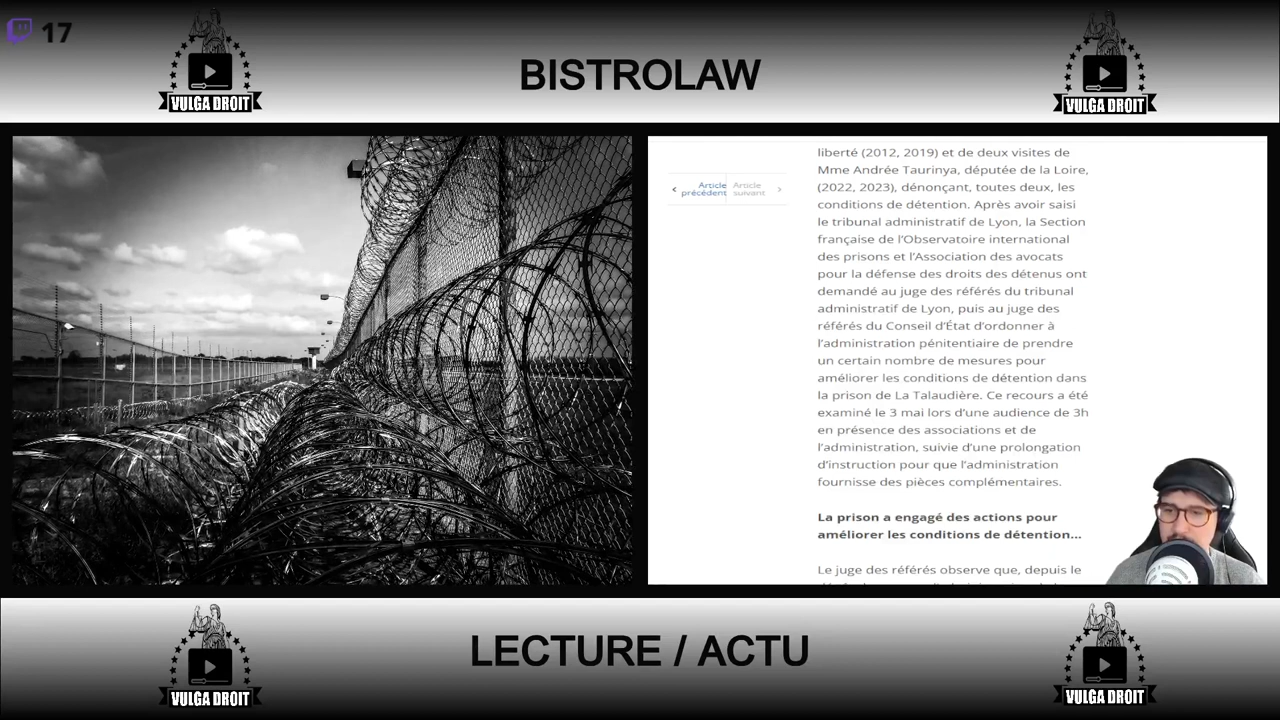 17
BISTROLAW
VULGA DROIT
VULGA DROIT
liberté (2012, 2019) et de deux visites de
Mme Andrée Taurinya, députée de la Loire,
(2022, 2023), dénonçant, toutes deux, les
conditions de détention. Après avoir saisi
le tribunal administratif de Lyon, la Section
française de l’Observatoire international
des prisons et l’Association des avocats
pour la défense des droits des détenus ont
demandé au juge des référés du tribunal
administratif de Lyon, puis au juge des
référés du Conseil d’État d’ordonner à
l’administration pénitentiaire de prendre
un certain nombre de mesures pour
améliorer les conditions de détention dans
la prison de La Talaudière. Ce recours a été
examiné le 3 mai lors d’une audience de 3h
en présence des associations et de
l’administration, suivie d’une prolongation
d’instruction pour que l’administration
fournisse des pièces complémentaires.
La prison a engagé des actions pour
améliorer les conditions de détention…
Le juge des référés observe que, depuis le
Article
précédent
Article
suivant
LECTURE / ACTU
VULGA DROIT
VULGA DROIT